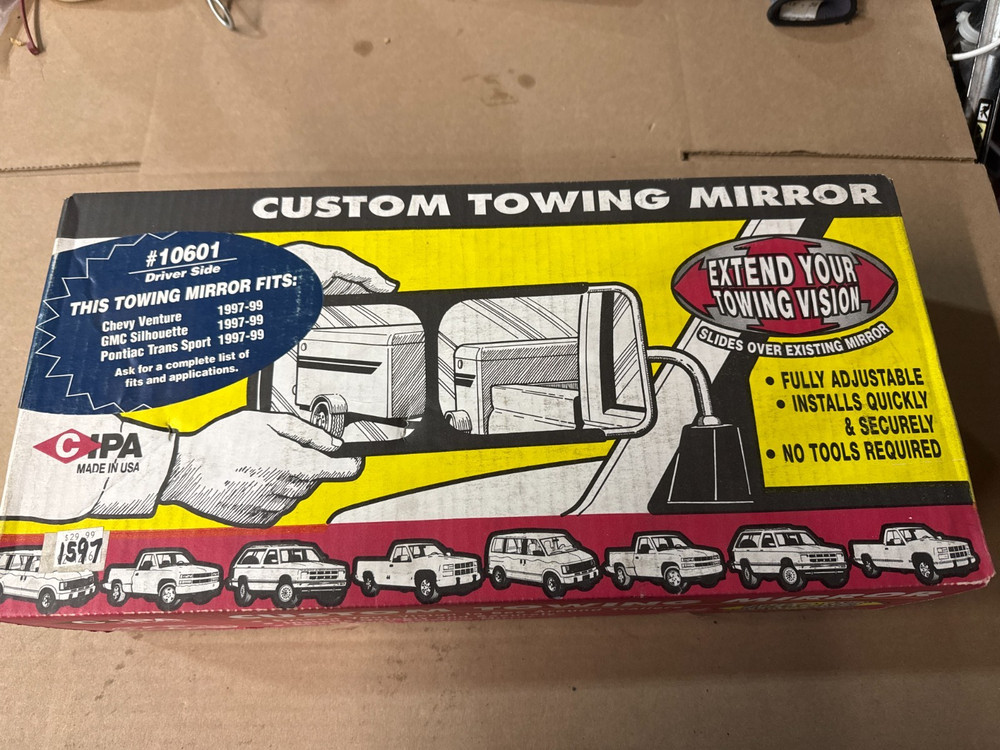 CUSTOM TOWING MIRROR
#10601
Driver Side
THIS TOWING MIRROR FITS:
Chevy Venture 1997-99
GMC Silhouette 1997-99
Pontiac Trans Sport 1997-99
Ask for a complete list of
fits and applications.
EXTEND YOUR
TOWING VISION
SLIDES OVER EXISTING MIRROR
• FULLY ADJUSTABLE
• INSTALLS QUICKLY
& SECURELY
• NO TOOLS REQUIRED
CIPA
MADE IN USA
$29.99
1597
TOWING